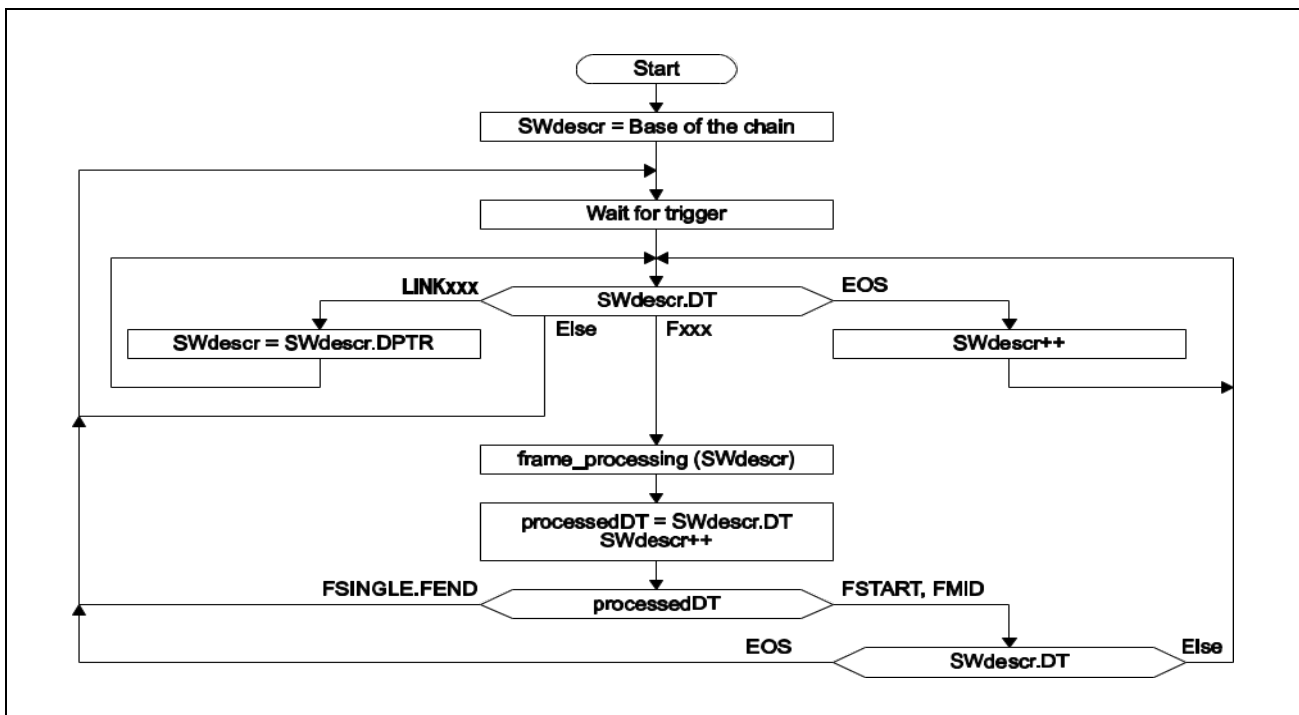 Start
SWdescr = Base of the chain
Wait for trigger
LINKxxx
SWdescr.DT
EOS
Else
Fxxx
SWdescr = SWdescr.DPTR
SWdescr++
frame_processing (SWdescr)
processedDT = SWdescr.DT
SWdescr++
FSINGLE.FEND
processedDT
FSTART, FMID
EOS
SWdescr.DT
Else